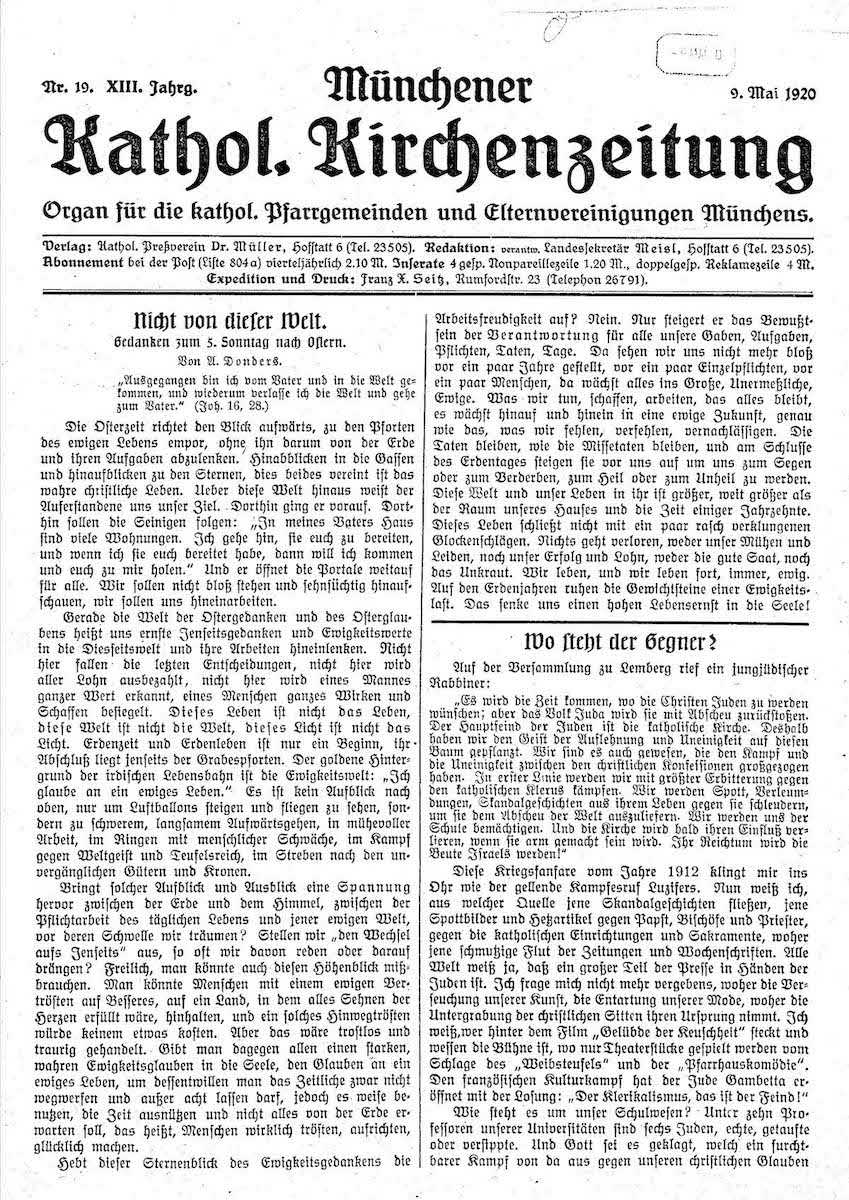 Nr. 19. XIII. Jahrg.
Münchener
9. Mai 1920
Kathol. Kirchenzeitung
Organ für die kathol. Pfarrgemeinden und Elternvereinigungen Münchens.
Verlag: Kathol. Preßverein Dr. Müller, Hofstatt 6 (Tel. 23505). Redaktion: verantw. Landessekretär Meisl, Hofstatt 6 (Tel. 23505).
Abonnement bei der Post (Liste 804a) vierteljährlich 2.10 M. Inserate 4 gesp. Nonpareillezeile 1.20 M., doppelgesp. Reklamezeile 4 M.
Expedition und Druck: Franz X. Seitz, Rumfordstr. 23 (Telephon 26791).
Nicht von dieser Welt.
Gedanken zum 5. Sonntag nach Ostern.
Von A. Donders.
„Ausgegangen bin ich vom Vater und in die Welt ge-
kommen, und wiederum verlasse ich die Welt und gehe
zum Vater.“ (Joh. 16, 28.)
Die Osterzeit richtet den Blick aufwärts, zu den Pforten
des ewigen Lebens empor, ohne ihn darum von der Erde
und ihren Aufgaben abzulenken. Hinabblicken in die Gassen
und hinaufblicken zu den Sternen, dies beides vereint ist das
wahre christliche Leben. Ueber diese Welt hinaus weist der
Auferstandene uns unser Ziel. Dorthin ging er vorauf. Dort-
hin sollen die Seinigen folgen: „In meines Vaters Haus
sind viele Wohnungen. Ich gehe hin, sie euch zu bereiten,
und wenn ich sie euch bereitet habe, dann will ich kommen
und euch zu mir holen.“ Und er öffnet die Portale weitauf
für alle. Wir sollen nicht bloß stehen und sehnsüchtig hinauf-
schauen, wir sollen uns hineinarbeiten.
Gerade die Welt der Ostergedanken und des Osterglau-
bens heißt uns ernste Jenseitsgedanken und Ewigkeitswerte
in die Diesseitswelt und ihre Arbeiten hineinlenken. Nicht
hier fallen die letzten Entscheidungen, nicht hier wird
aller Lohn ausbezahlt, nicht hier wird eines Mannes
ganzer Wert erkannt, eines Menschen ganzes Wirken und
Schaffen besiegelt. Dieses Leben ist nicht das Leben,
diese Welt ist nicht die Welt, dieses Licht ist nicht das
Licht. Erdenzeit und Erdenleben ist nur ein Beginn, ihr
Abschluß liegt jenseits der Grabespforten. Der goldene Hinter-
grund der irdischen Lebensbahn ist die Ewigkeitswelt: „Ich
glaube an ein ewiges Leben.“ Es ist kein Aufblick nach
oben, nur um Luftballons steigen und fliegen zu sehen, son-
dern zu schwerem, langsamem Aufwärtsgehen, in mühevoller
Arbeit, im Ringen mit menschlicher Schwäche, im Kampf
gegen Weltgeist und Teufelsreich, im Streben nach den un-
vergänglichen Gütern und Kronen.
Bringt solcher Aufblick und Ausblick eine Spannung
hervor zwischen der Erde und dem Himmel, zwischen der
Pflichtarbeit des täglichen Lebens und jener ewigen Welt,
vor deren Schwelle wir träumen? Stellen wir „den Wechsel
aufs Jenseits“ aus, so oft wir davon reden oder darauf
drängen? Freilich, man könnte auch diesen Höhenblick miß-
brauchen. Man könnte Menschen mit einem ewigen Ver-
trösten auf Besseres, auf ein Land, in dem alles Sehnen der
Herzen erfüllt wäre, hinhalten, und ein solches Hinwegtrösten
würde keinem etwas kosten. Aber das wäre trostlos und
traurig gehandelt. Gibt man dagegen allen einen starken,
wahren Ewigkeitsglauben in die Seele, den Glauben an ein
ewiges Leben, um dessentwillen man das Zeitliche zwar nicht
wegwerfen und außer acht lassen darf, jedoch es weise be-
nutzen, die Zeit ausnützen und nicht alles von der Erde er-
warten soll, das heißt, Menschen wirklich trösten, aufrichten,
glücklich machen.
Hebt dieser Sternenblick des Ewigkeitsgedankens die
Arbeitsfreudigkeit auf? Nein. Nur steigert er das Bewußt-
sein der Verantwortung für alle unsere Gaben, Aufgaben,
Pflichten, Taten, Tage. Da sehen wir uns nicht mehr bloß
vor ein paar Jahre gestellt, vor ein paar Einzelpflichten, vor
ein paar Menschen, da wächst alles ins Große, Unermeßliche,
Ewige. Was wir tun, schaffen, arbeiten, das alles bleibt,
es wächst hinauf und hinein in eine ewige Zukunft, genau
wie das, was wir fehlen, verfehlen, vernachlässigen. Die
Taten bleiben, wie die Missetaten bleiben, und am Schlusse
des Erdentages steigen sie vor uns auf um uns zum Segen
oder zum Verderben, zum Heil oder zum Unheil zu werden.
Diese Welt und unser Leben in ihr ist größer, weit größer als
der Raum unseres Hauses und die Zeit einiger Jahrzehnte.
Dieses Leben schließt nicht mit ein paar rasch verklungenen
Glockenschlägen. Nichts geht verloren, weder unser Mühen und
Leiden, noch unser Erfolg und Lohn, weder die gute Saat, noch
das Unkraut. Wir leben, und wir leben fort, immer, ewig.
Auf den Erdenjahren ruhen die Gewichtsteine einer Ewigkeits-
last. Das senke uns einen hohen Lebensernst in die Seele!
Wo steht der Gegner?
Auf der Versammlung zu Lemberg rief ein jungjüdischer
Rabbiner:
„Es wird die Zeit kommen, wo die Christen Juden zu werden
wünschen; aber das Volk Juda wird sie mit Abscheu zurückstoßen.
Der Hauptfeind der Juden ist die katholische Kirche. Deshalb
haben wir den Geist der Auflehnung und Uneinigkeit auf diesen
Baum gepflanzt. Wir sind es auch gewesen, die den Kampf und
die Uneinigkeit zwischen den christlichen Konfessionen großgezogen
haben. In erster Linie werden wir mit größter Erbitterung gegen
den katholischen Klerus kämpfen. Wir werden Spott, Verleum-
dungen, Skandalgeschichten aus ihrem Leben gegen sie schleudern,
um sie dem Abscheu der Welt auszuliefern. Wir werden uns der
Schule bemächtigen. Und die Kirche wird bald ihren Einfluß ver-
lieren, wenn sie arm gemacht sein wird. Ihr Reichtum wird die
Beute Israels werden!“
Diese Kriegsfanfare vom Jahre 1912 klingt mir ins
Ohr wie der gellende Kampfesruf Luzifers. Nun weiß ich,
aus welcher Quelle jene Skandalgeschichten fließen, jene
Spottbilder und Hetzartikel gegen Papst, Bischöfe und Priester,
gegen die katholischen Einrichtungen und Sakramente, woher
jene schmutzige Flut der Zeitungen und Wochenschriften. Alle
Welt weiß ja, daß ein großer Teil der Presse in Händen der
Juden ist. Ich frage mich nicht mehr vergebens, woher die Ver-
seuchung unserer Kunst, die Entartung unserer Mode, woher die
Untergrabung der christlichen Sitten ihren Ursprung nimmt. Ich
weiß, wer hinter dem Film „Gelübde der Keuschheit“ steckt und
wessen die Bühne ist, wo nur Theaterstücke gespielt werden vom
Schlage des „Weibsteufels“ und der „Pfarrhauskomödie“.
Den französischen Kulturkampf hat der Jude Gambetta er-
öffnet mit der Losung: „Der Klerikalismus, das ist der Feind!“
Wie steht es um unser Schulwesen? Unter zehn Pro-
fessoren unserer Universitäten sind sechs Juden, echte, getaufte
oder versippte. Und Gott sei es geklagt, welch ein furcht-
barer Kampf von da aus gegen unseren christlichen Glauben